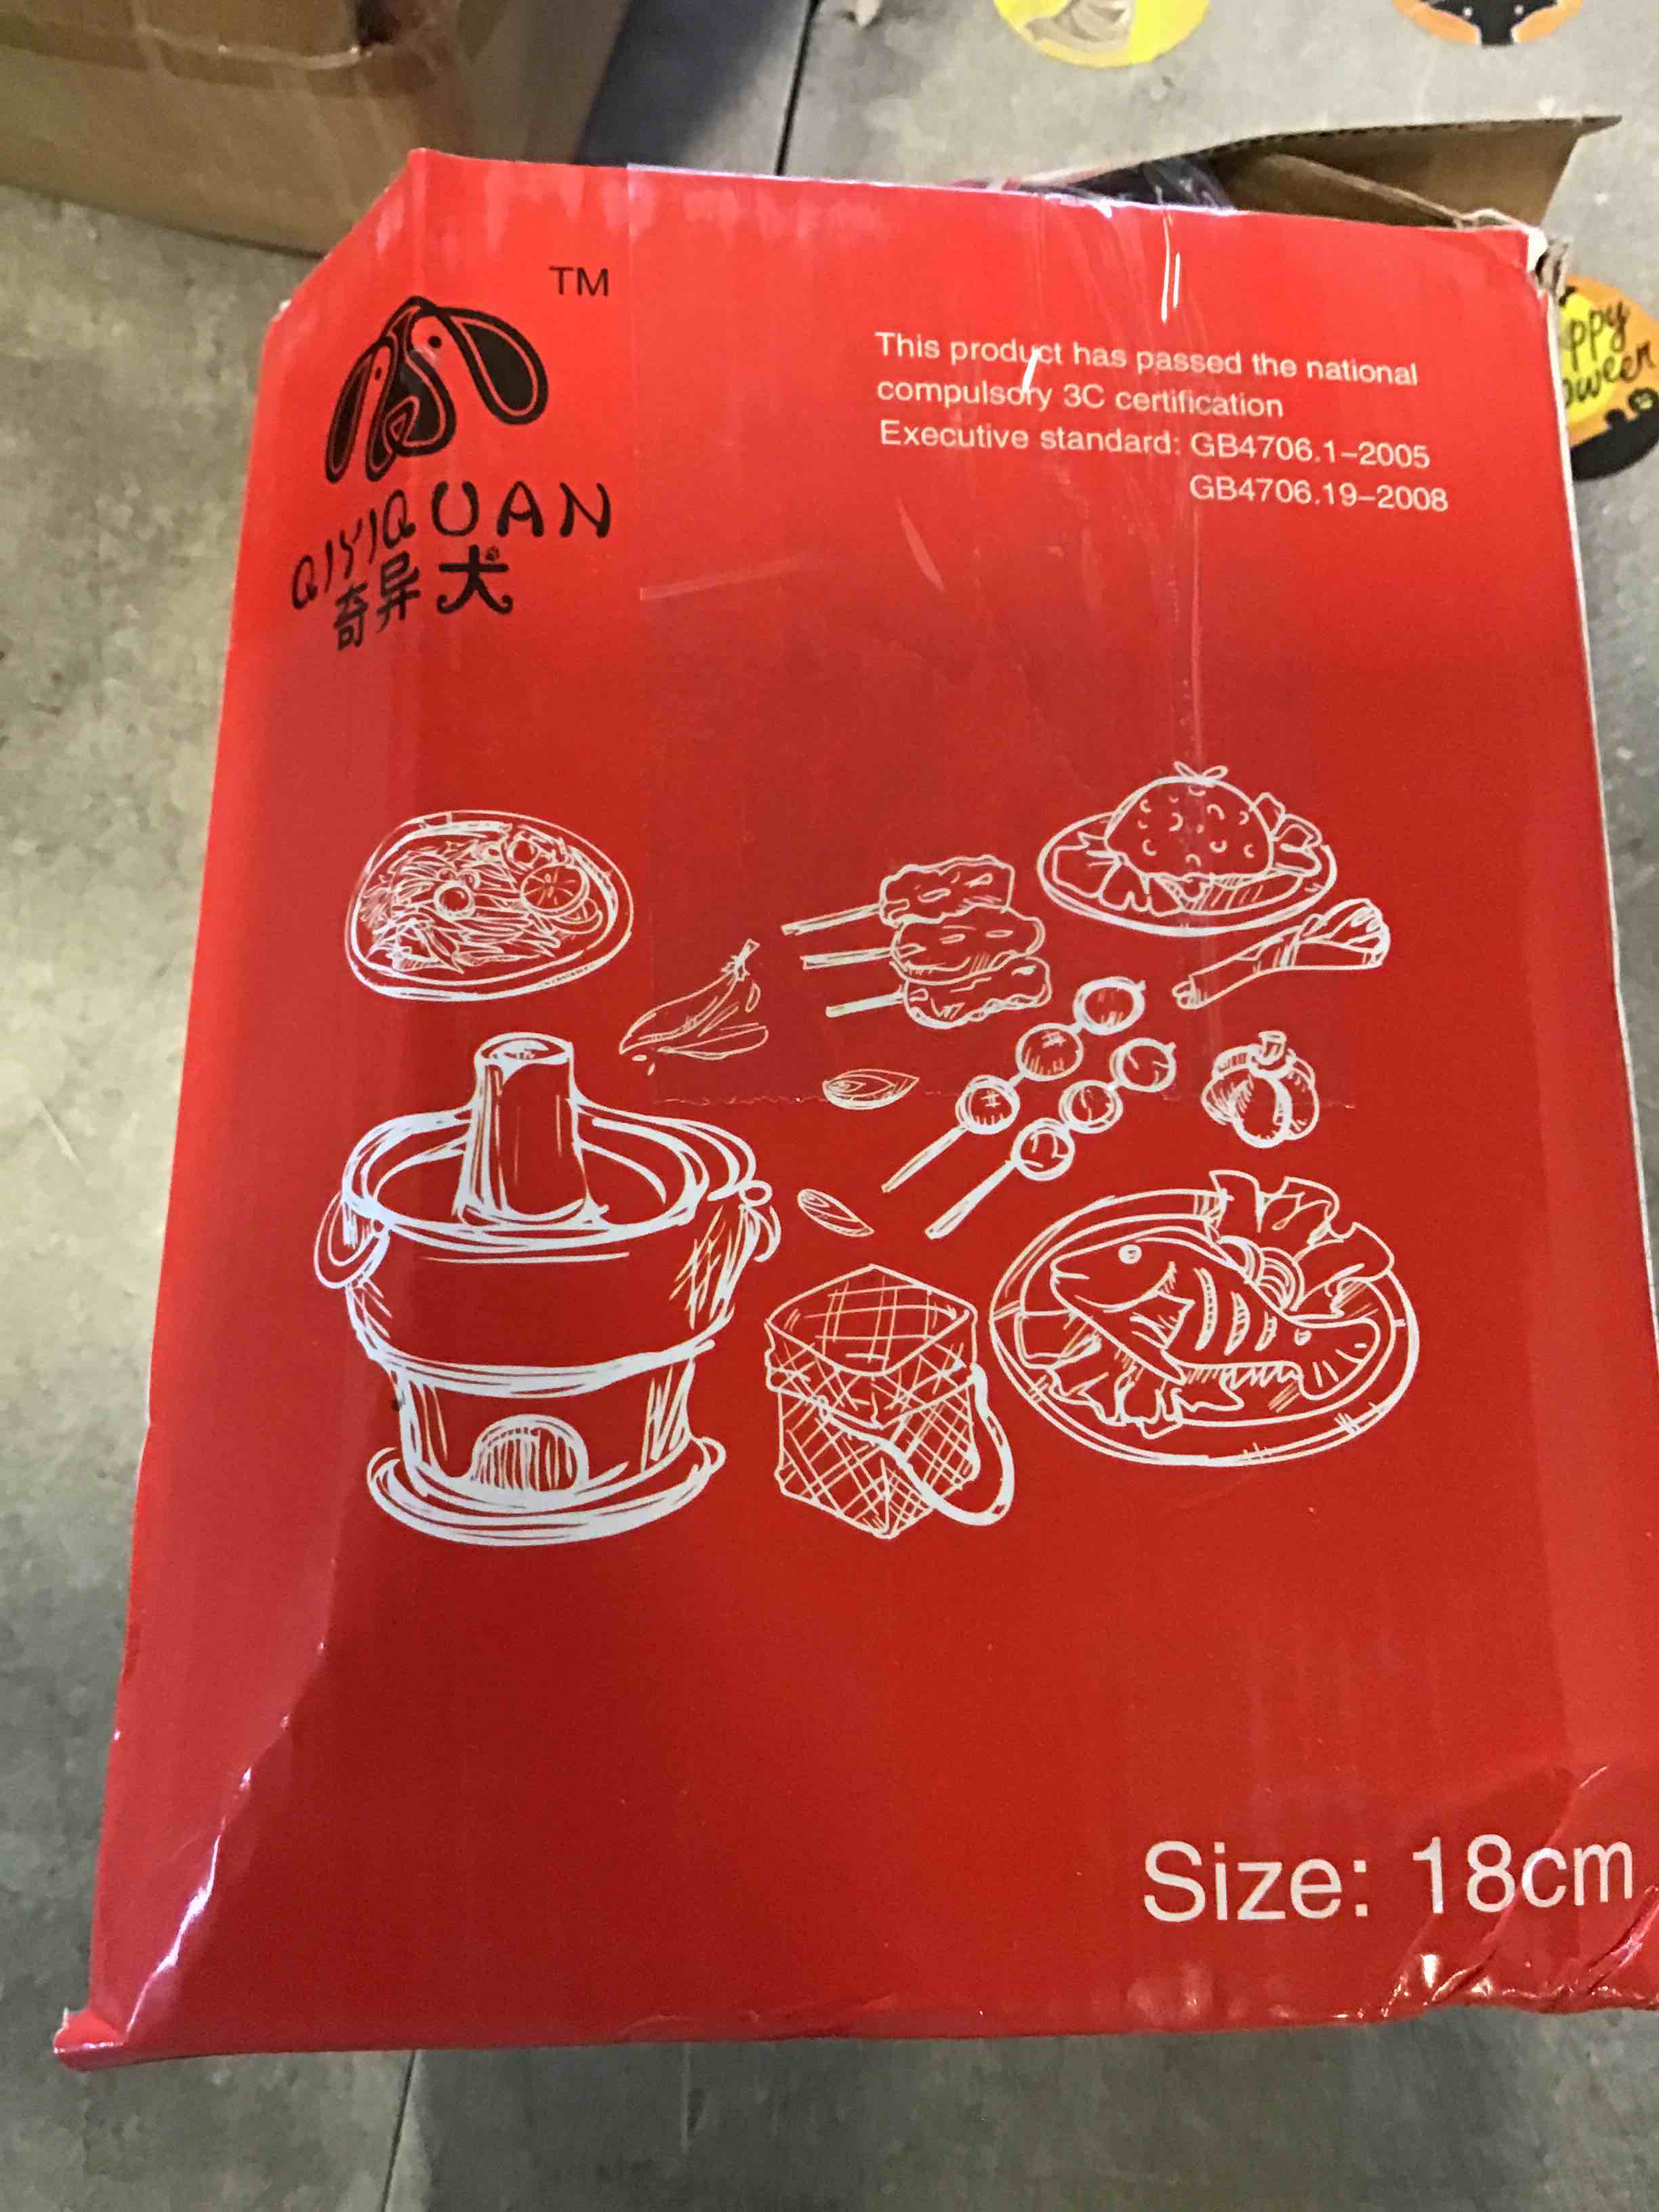 TM
QIYIQUAN
奇异犬
This product has passed the national
compulsory 3C certification
Executive standard: GB4706.1-2005
GB4706.19-2008
Size: 18cm